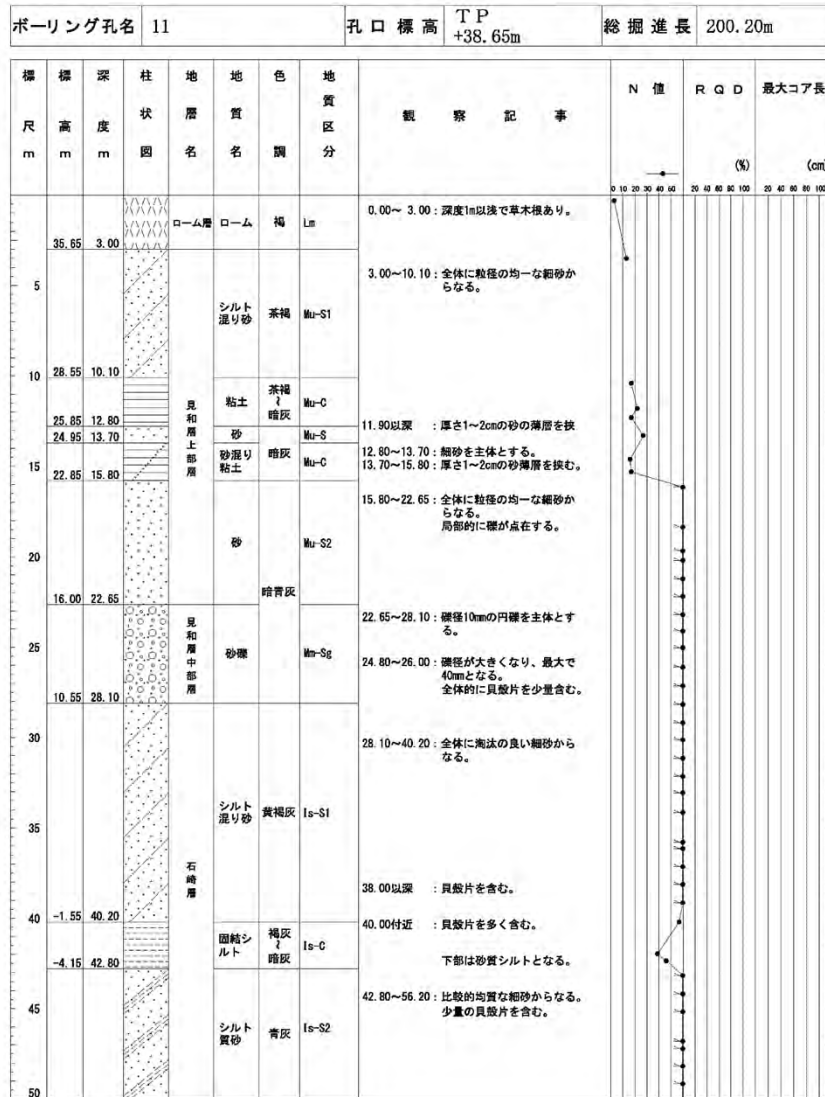 ボーリング孔名 11 孔口標高 TP +38.65m 総掘進長 200.20m
標尺 m 標高 m 深度 m 柱状図 地層名 地質名 色調 地質区分 観察記事 N値 RQD (%) 最大コア長 (cm)
0 10 20 30 40 60 20 40 60 80 100 20 40 60 80 100
ローム層 ローム 褐 Lm
0.00~ 3.00:深度1m以浅で草木根あり。
35.65 3.00
3.00~10.10:全体に粒径の均一な細砂か
らなる。
5
シルト
混り砂 茶褐 Mu-S1
28.55 10.10
10
見和層上部層
粘土 茶褐~暗灰 Mu-C
11.90以深 :厚さ1~2cmの砂の薄層を挟
25.85 12.80
砂 Mu-S
12.80~13.70:細砂を主体とする。
24.95 13.70
砂混り
粘土 暗灰 Mu-C
13.70~15.80:厚さ1~2cmの砂薄層を挟む。
15
22.85 15.80
15.80~22.65:全体に粒径の均一な細砂か
らなる。
局部的に礫が点在する。
砂 Mu-S2
20
暗青灰
16.00 22.65
22.65~28.10:礫径10mmの円礫を主体とす
る。
見和層中部層
砂礫 Mm-Sg
25
24.80~26.00:礫径が大きくなり、最大で
40mmとなる。
全体的に貝殻片を少量含む。
10.55 28.10
28.10~40.20:全体に淘汰の良い細砂から
なる。
30
シルト
混り砂 黄褐灰 Is-S1
35
石崎層
38.00以深 :貝殻片を含む。
40
-1.55 40.20
40.00付近 :貝殻片を多く含む。
固結シ
ルト 褐灰~暗灰 Is-C
下部は砂質シルトとなる。
-4.15 42.80
42.80~56.20:比較的均質な細砂からなる。
少量の貝殻片を含む。
45
シルト
質砂 青灰 Is-S2
50